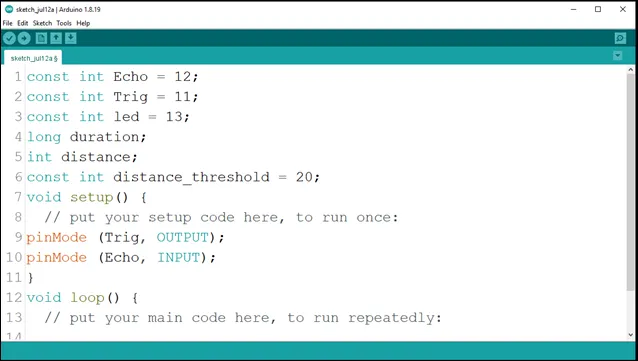 sketch_jul12a | Arduino 1.8.19
File Edit Sketch Tools Help
sketch_jul12a §
1 const int Echo = 12;
2 const int Trig = 11;
3 const int led = 13;
4 long duration;
5 int distance;
6 const int distance_threshold = 20;
7 void setup() {
8 // put your setup code here, to run once:
9 pinMode (Trig, OUTPUT);
10 pinMode (Echo, INPUT);
11 }
12 void loop() {
13 // put your main code here, to run repeatedly:
14